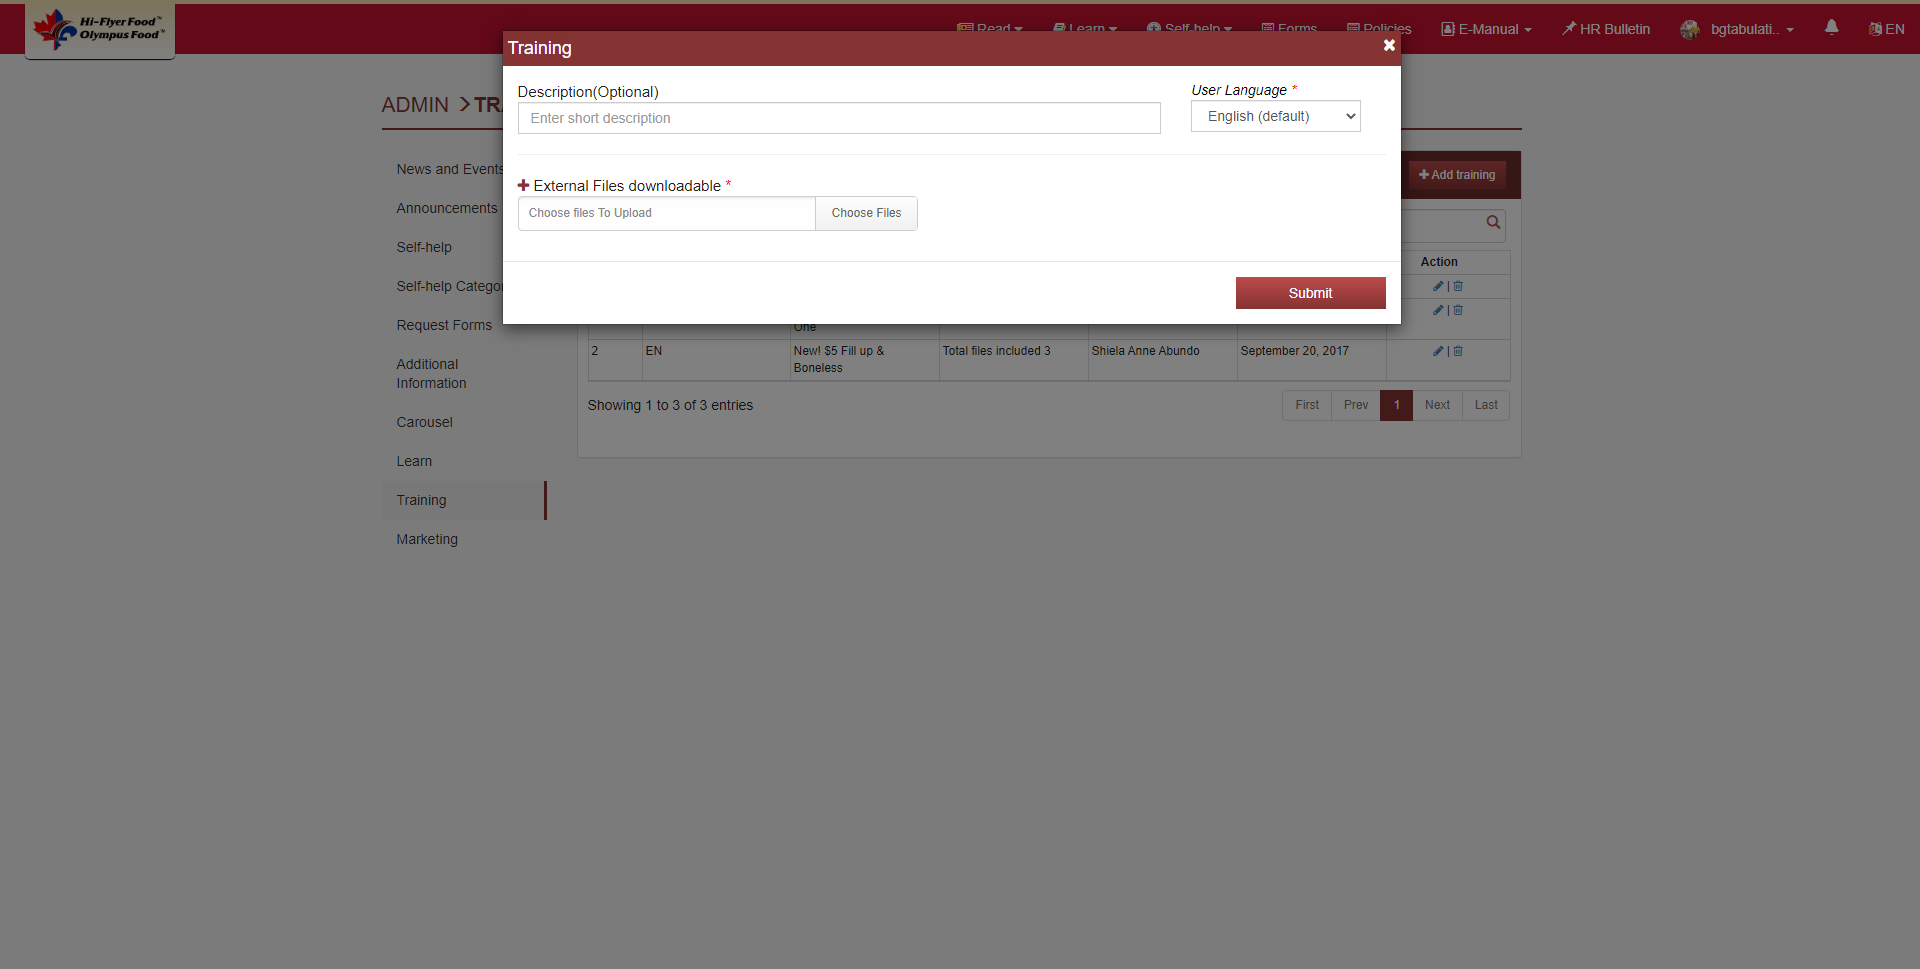 Hi-Flyer Food™
Olympus Food™
Read
Learn
Self-help
Forms
Policies
E-Manual
HR Bulletin
bgtabulati..
EN
Training
Description(Optional)
Enter short description
User Language *
English (default)
External Files downloadable *
Choose files To Upload
Choose Files
Submit
ADMIN > TR
News and Events
Announcements
Self-help
Self-help Catego
Request Forms
Additional
Information
Carousel
Learn
Training
Marketing
Add training
Action
|
|
One
2 EN New! $5 Fill up & Total files included 3 Shiela Anne Abundo September 20, 2017 |
Boneless
Showing 1 to 3 of 3 entries
First Prev 1 Next Last